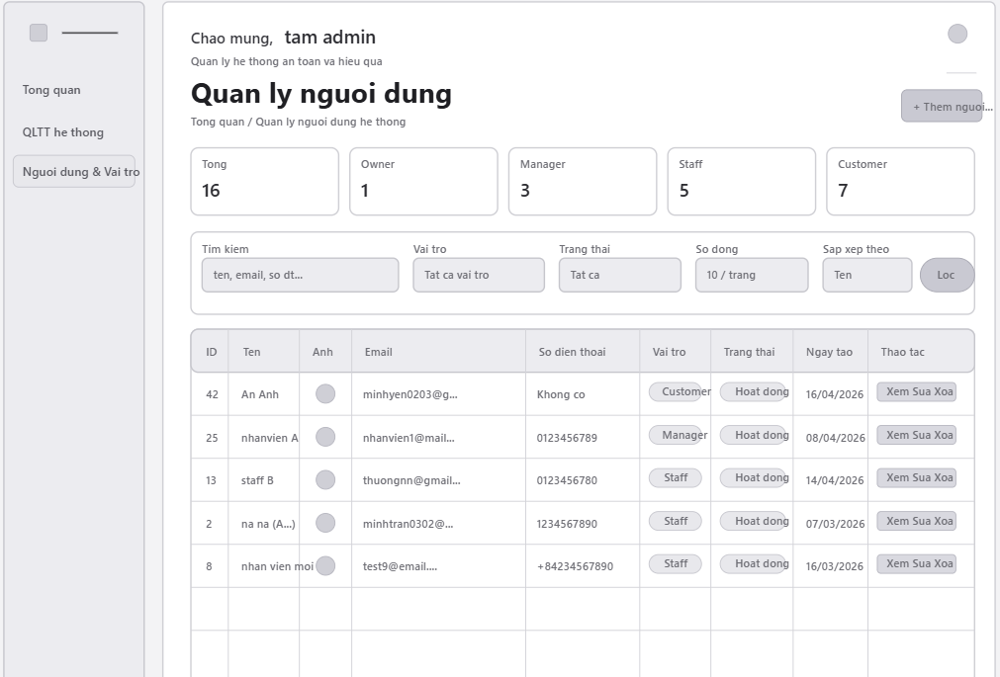 Tong quan
QLTT he thong
Nguoi dung & Vai tro
Chao mung, tam admin
Quan ly he thong an toan va hieu qua
Quan ly nguoi dung
Tong quan / Quan ly nguoi dung he thong
+ Them nguoi...
Tong Owner Manager Staff Customer
16 1 3 5 7
Tim kiem Vai tro Trang thai So dong Sap xep theo
ten, email, so dt... Tat ca vai tro Tat ca 10 / trang Ten Loc
ID Ten Anh Email So dien thoai Vai tro Trang thai Ngay tao Thao tac
42 An Anh minhyen0203@g... Khong co Customer Hoat dong 16/04/2026 Xem Sua Xoa
25 nhanvien A nhanvien1@mail... 0123456789 Manager Hoat dong 08/04/2026 Xem Sua Xoa
13 staff B thuongnn@gmail... 0123456780 Staff Hoat dong 14/04/2026 Xem Sua Xoa
2 na na (A...) minhtran0302@... 1234567890 Staff Hoat dong 07/03/2026 Xem Sua Xoa
8 nhan vien moi test9@email.... +84234567890 Staff Hoat dong 16/03/2026 Xem Sua Xoa